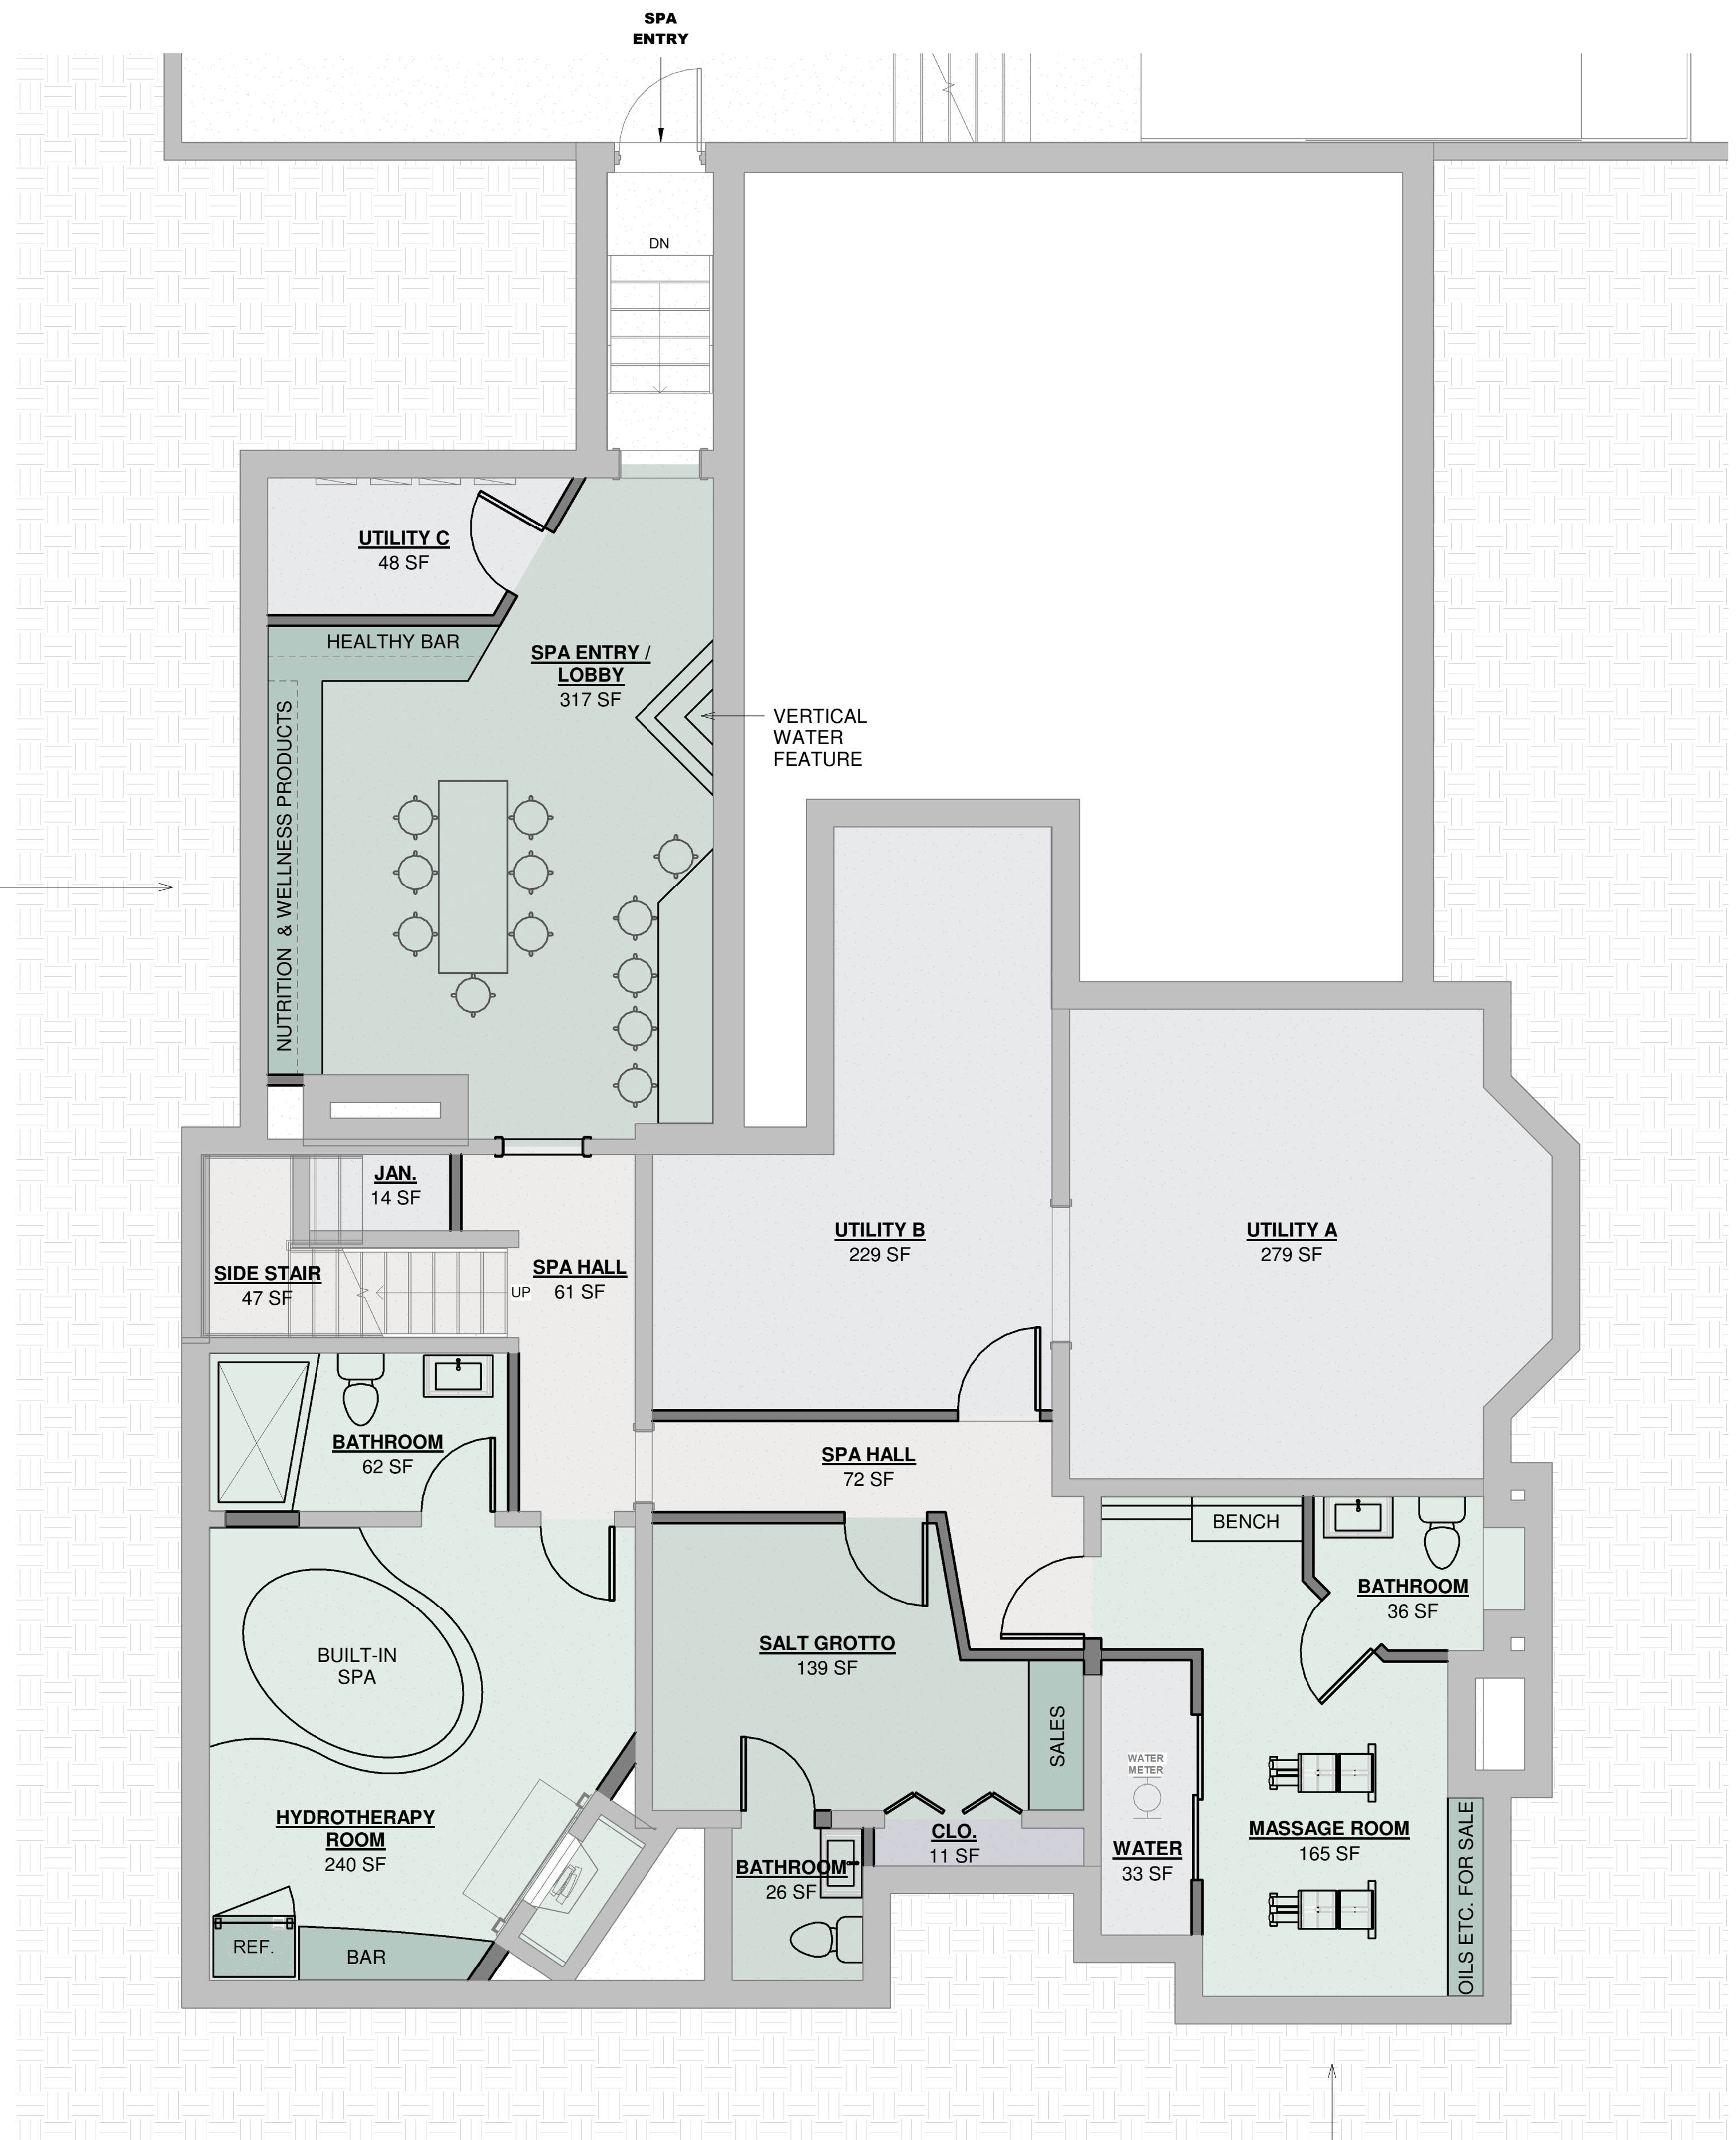 SPA
ENTRY
DN
UTILITY C
48 SF
HEALTHY BAR
SPA ENTRY /
LOBBY
317 SF
NUTRITION & WELLNESS PRODUCTS
VERTICAL
WATER
FEATURE
JAN.
14 SF
SIDE STAIR
47 SF
UP
SPA HALL
61 SF
UTILITY B
229 SF
UTILITY A
279 SF
BATHROOM
62 SF
SPA HALL
72 SF
BENCH
BATHROOM
36 SF
BUILT-IN
SPA
SALT GROTTO
139 SF
SALES
WATER
METER
HYDROTHERAPY
ROOM
240 SF
CLO.
11 SF
BATHROOM
26 SF
WATER
33 SF
MASSAGE ROOM
165 SF
OILS ETC. FOR SALE
REF.
BAR